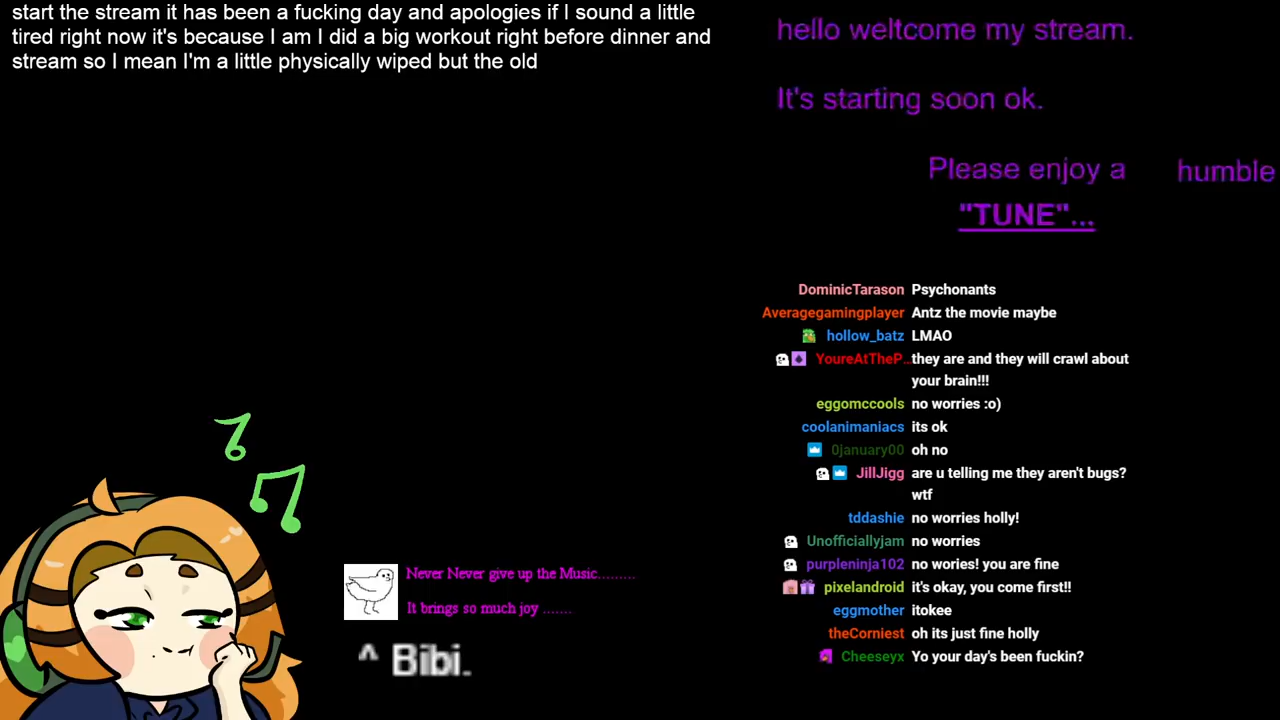 start the stream it has been a fucking day and apologies if I sound a little
tired right now it's because I am I did a big workout right before dinner and
stream so I mean I'm a little physically wiped but the old
hello weltcome my stream.
It's starting soon ok.
Please enjoy a humble
"TUNE"...
DominicTarason Psychonants
Averagegamingplayer Antz the movie maybe
hollow_batz LMAO
YoureAtTheP... they are and they will crawl about
your brain!!!
eggomccools no worries :o)
coolanimaniacs its ok
0january00 oh no
JillJigg are u telling me they aren't bugs?
wtf
tddashie no worries holly!
Unofficiallyjam no worries
purpleninja102 no wories! you are fine
pixelandroid it's okay, you come first!!
eggmother itokee
theCorniest oh its just fine holly
Cheeseyx Yo your day's been fuckin?
Never Never give up the Music.........
It brings so much joy .......
^ Bibi.